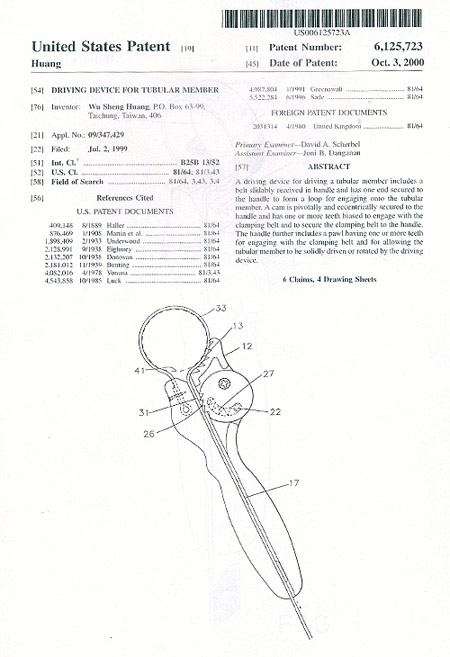 US006125723A
United States Patent [19]
Huang
[11] Patent Number: 6,125,723
[45] Date of Patent: Oct. 3, 2000
[54] DRIVING DEVICE FOR TUBULAR MEMBER
[76] Inventor: Wu Sheng Huang, P.O. Box 63-99,
Taichung, Taiwan, 406
[21] Appl. No.: 09/347,429
[22] Filed: Jul. 2, 1999
[51] Int. Cl.7 B25B 13/52
[52] U.S. Cl. 81/64; 81/3.43
[58] Field of Search 81/64, 3.43, 3.4
[56] References Cited
U.S. PATENT DOCUMENTS
409,148 8/1889 Haller 81/64
876,469 1/1908 Martin et al. 81/64
1,898,409 2/1933 Underwood 81/64
2,128,991 9/1938 Eighmey 81/64
2,132,207 10/1938 Donovan 81/64
2,181,012 11/1939 Bunting 81/64
4,082,016 4/1978 81/3.43
4,543,858 10/1985 Luck 81/64
4,987,804 1/1991 Greenawalt 81/64
5,522,284 6/1996 Sade 81/64
FOREIGN PATENT DOCUMENTS
2031314 4/1980 United Kingdom 81/64
Primary Examiner—David A. Scherbel
Assistant Examiner—Joni B. Danganan
[57] ABSTRACT
A driving device for driving a tubular member includes a
belt slidably received in handle and has one end secured to
the handle to form a loop for engaging onto the tubular
member. A cam is pivotally and eccentrically secured to the
handle and has one or more teeth biased to engage with the
clamping belt and to secure the clamping belt to the handle.
The handle further includes a pawl having one or more teeth
for engaging with the clamping belt and for allowing the
tubular member to be solidly driven or rotated by the driving
device.
6 Claims, 4 Drawing Sheets
33
13
12
41
27
31
22
26
17